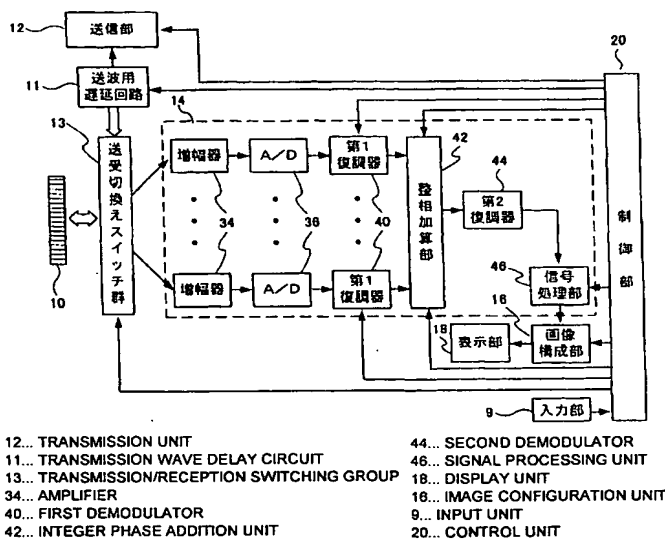 12
送信部
20
11
送波用
遅延回路
14
13
送受切換えスイッチ群
増幅器
A/D
第1
復調器
42
44
整相加算部
第2
復調器
34
36
40
制御部
10
46
信号
処理部
増幅器
A/D
第1
復調器
16
18
表示部
画像
構成部
9
入力部
12... TRANSMISSION UNIT
11... TRANSMISSION WAVE DELAY CIRCUIT
13... TRANSMISSION/RECEPTION SWITCHING GROUP
34... AMPLIFIER
40... FIRST DEMODULATOR
42... INTEGER PHASE ADDITION UNIT
44... SECOND DEMODULATOR
46... SIGNAL PROCESSING UNIT
18... DISPLAY UNIT
16... IMAGE CONFIGURATION UNIT
9... INPUT UNIT
20... CONTROL UNIT